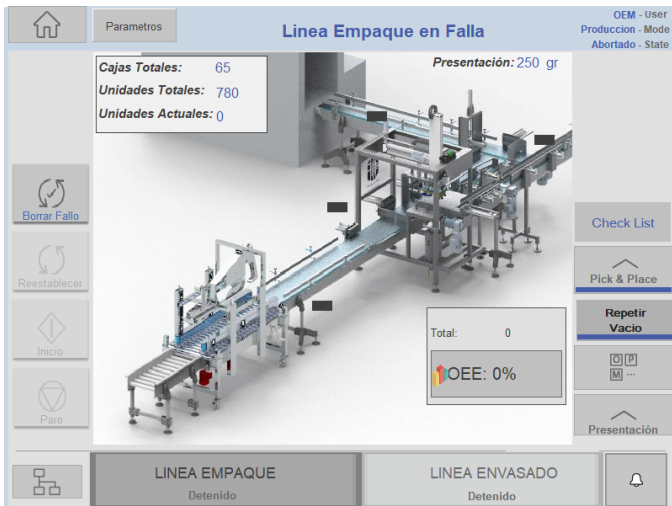 Parametros
Linea Empaque en Falla
OEM - User
Produccion - Mode
Abortado - State
Cajas Totales: 65
Unidades Totales: 780
Unidades Actuales: 0
Presentación: 250 gr
Borrar Fallo
Reestablecer
Inicio
Paro
Check List
Pick & Place
Repetir
Vacio
O P
M ...
Presentación
Total: 0
OEE: 0%
LINEA EMPAQUE
Detenido
LINEA ENVASADO
Detenido